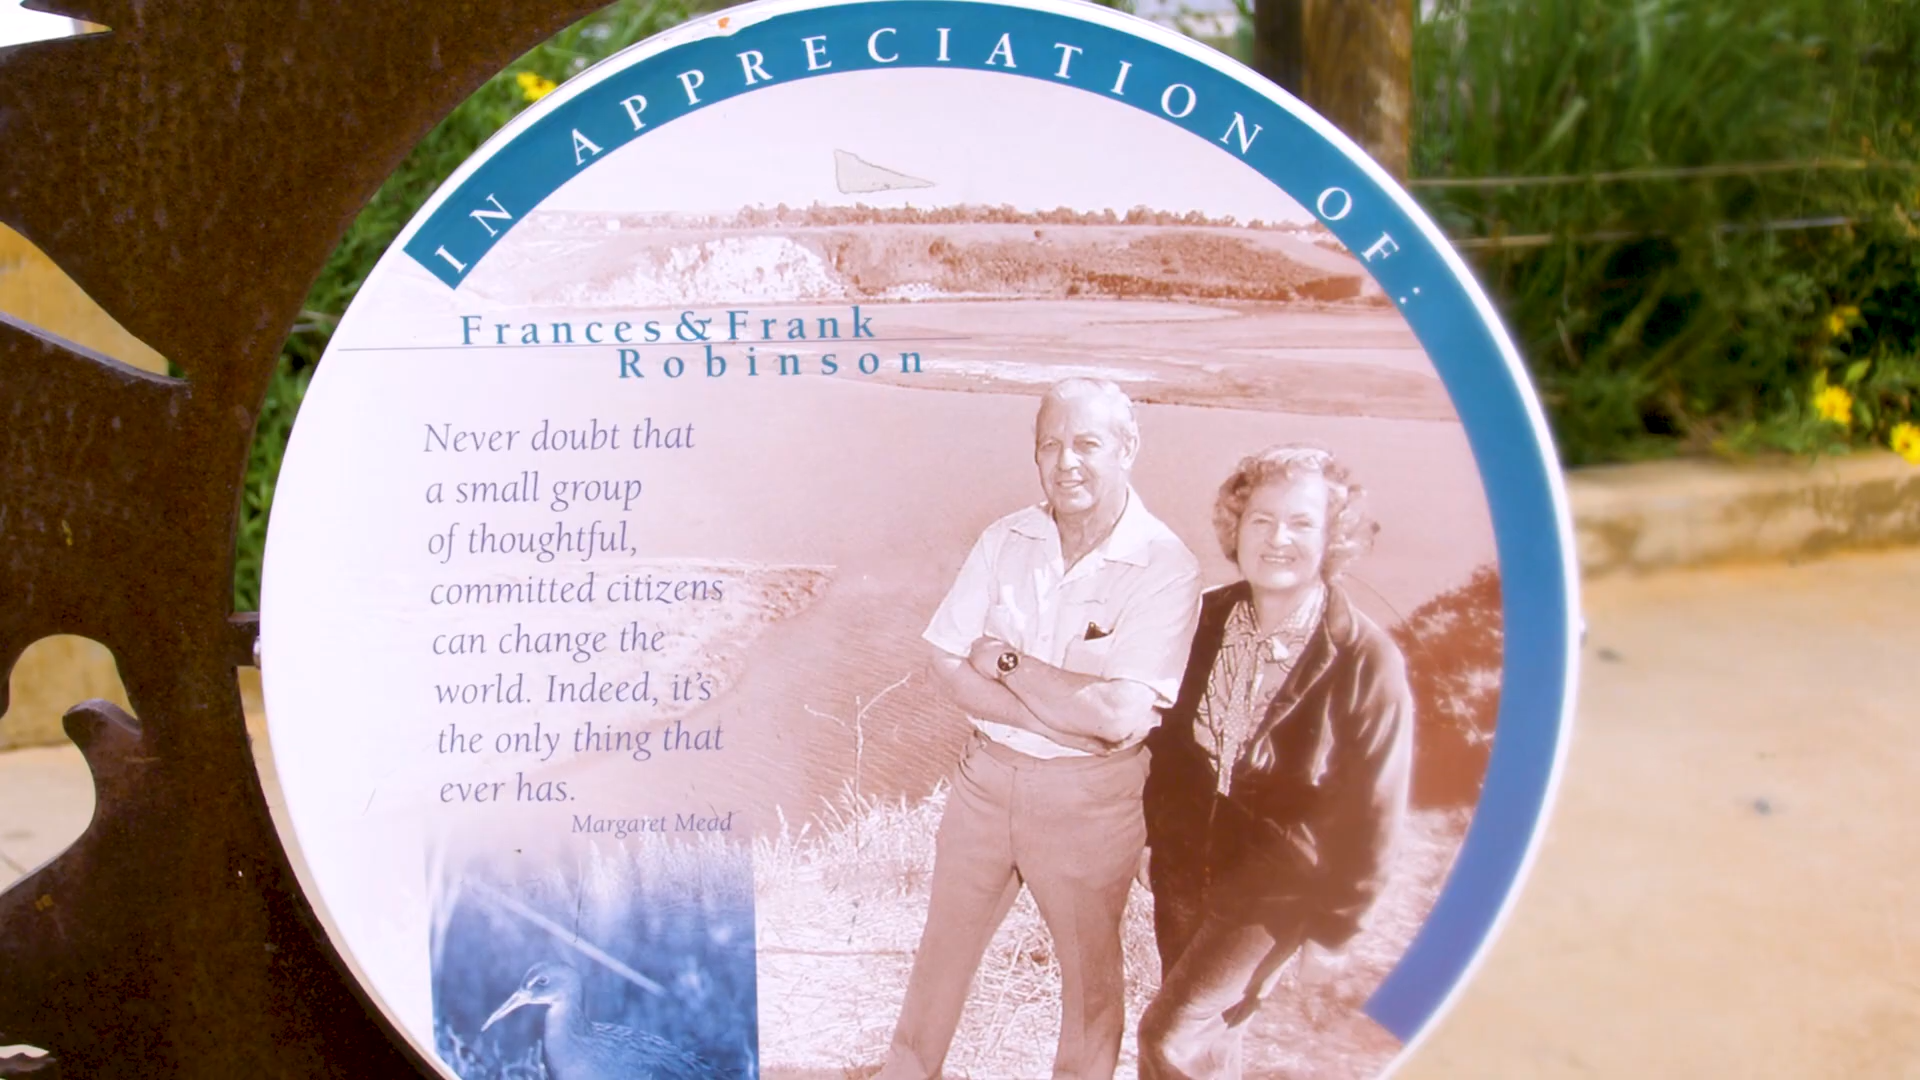 IN APPRECIATION OF:
Frances & Frank
Robinson
Never doubt that
a small group
of thoughtful,
committed citizens
can change the
world. Indeed, it's
the only thing that
ever has.
Margaret Mead